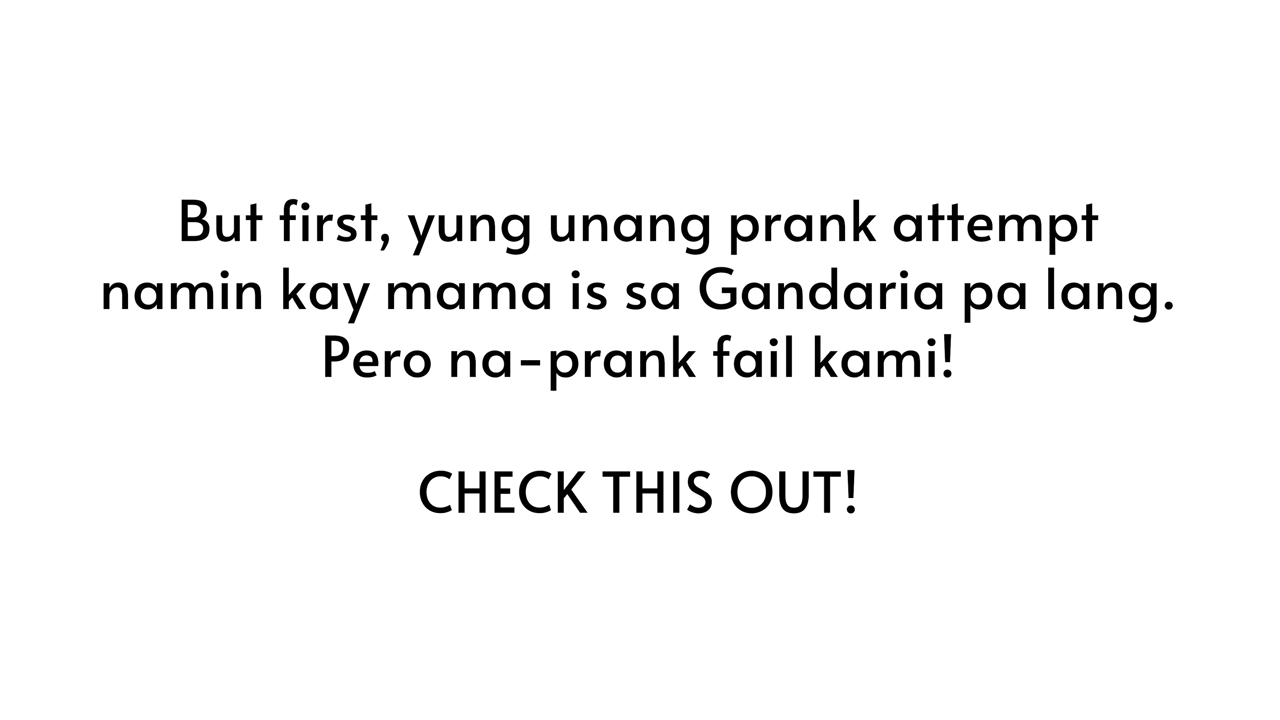 But first, yung unang prank attempt
namin kay mama is sa Gandaria pa lang.
Pero na-prank fail kami!
CHECK THIS OUT!